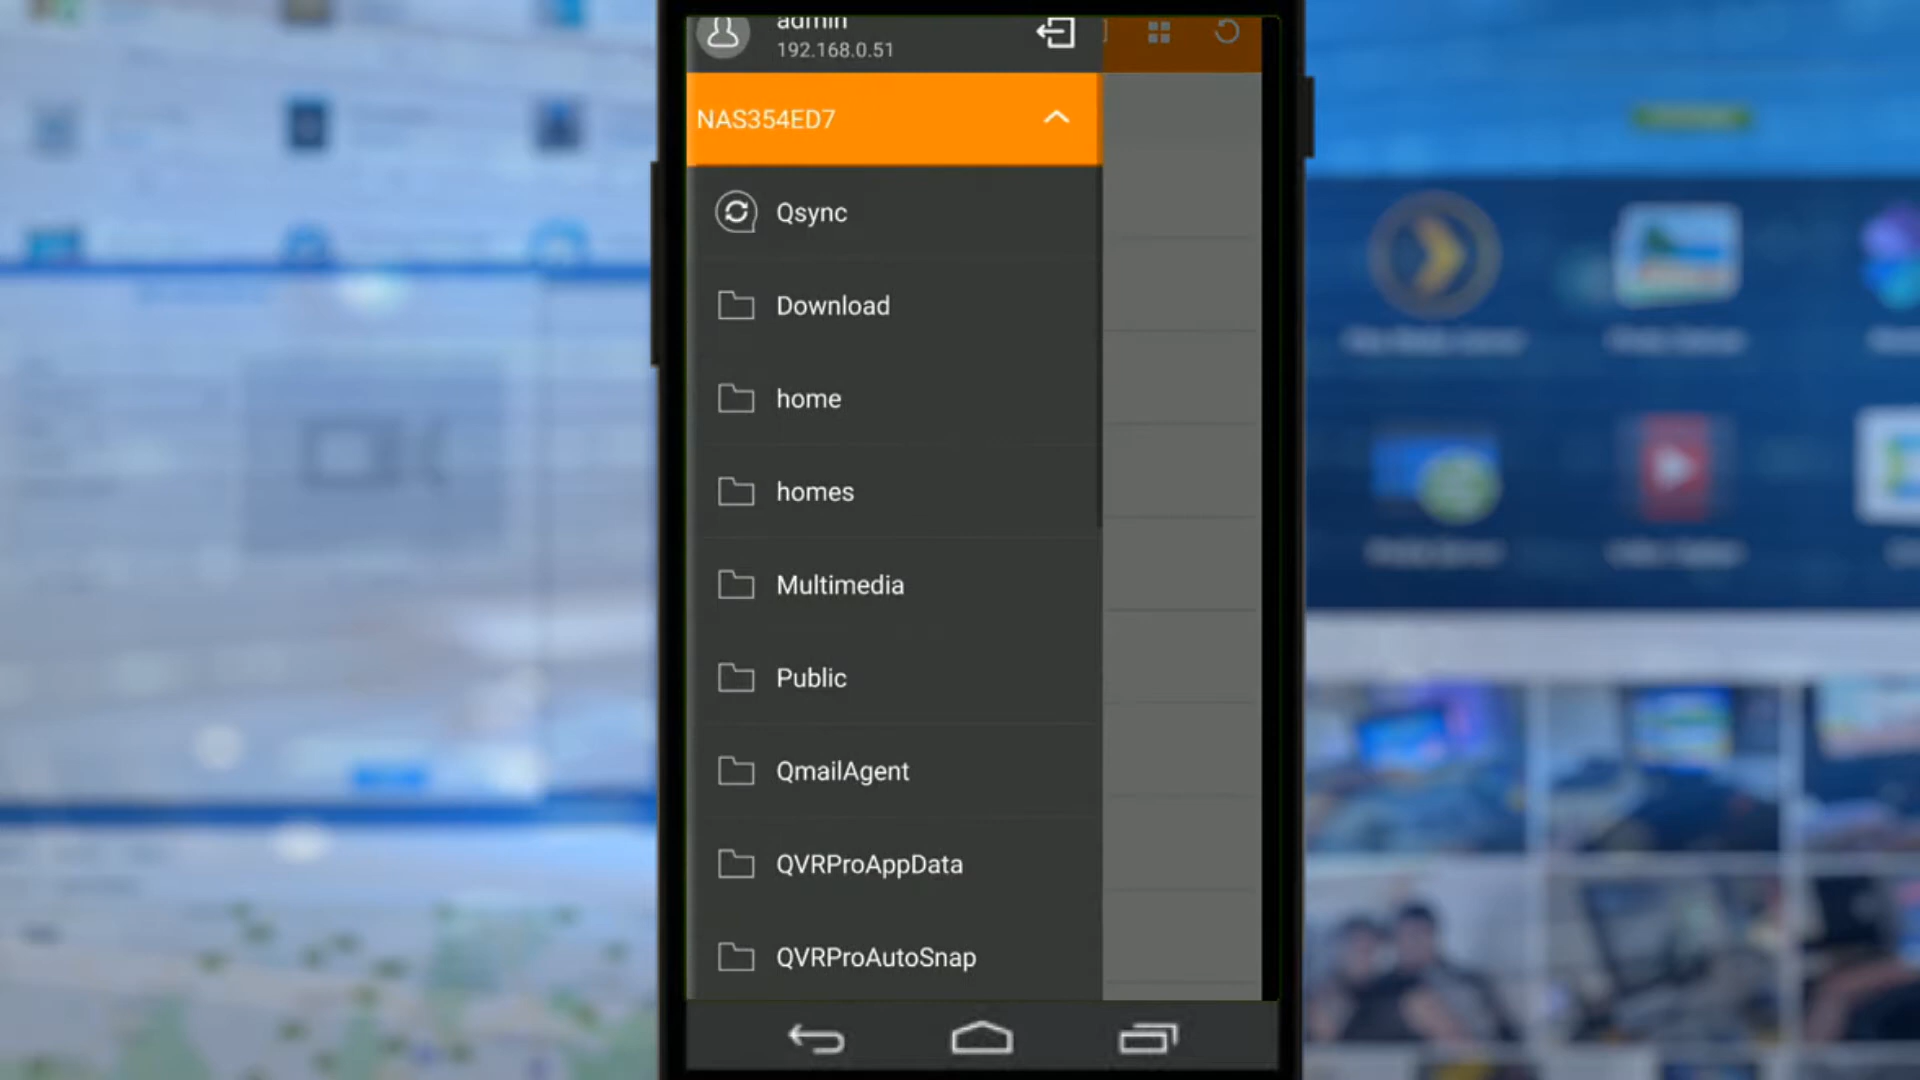 admin
192.168.0.51
NAS354ED7
Qsync
Download
home
homes
Multimedia
Public
QmailAgent
QVRProAppData
QVRProAutoSnap